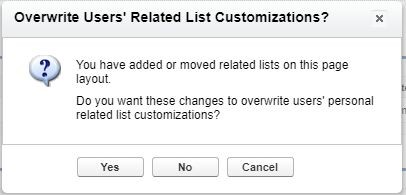 Overwrite Users' Related List Customizations?
You have added or moved related lists on this page
layout.
Do you want these changes to overwrite users' personal
related list customizations?
Yes No Cancel